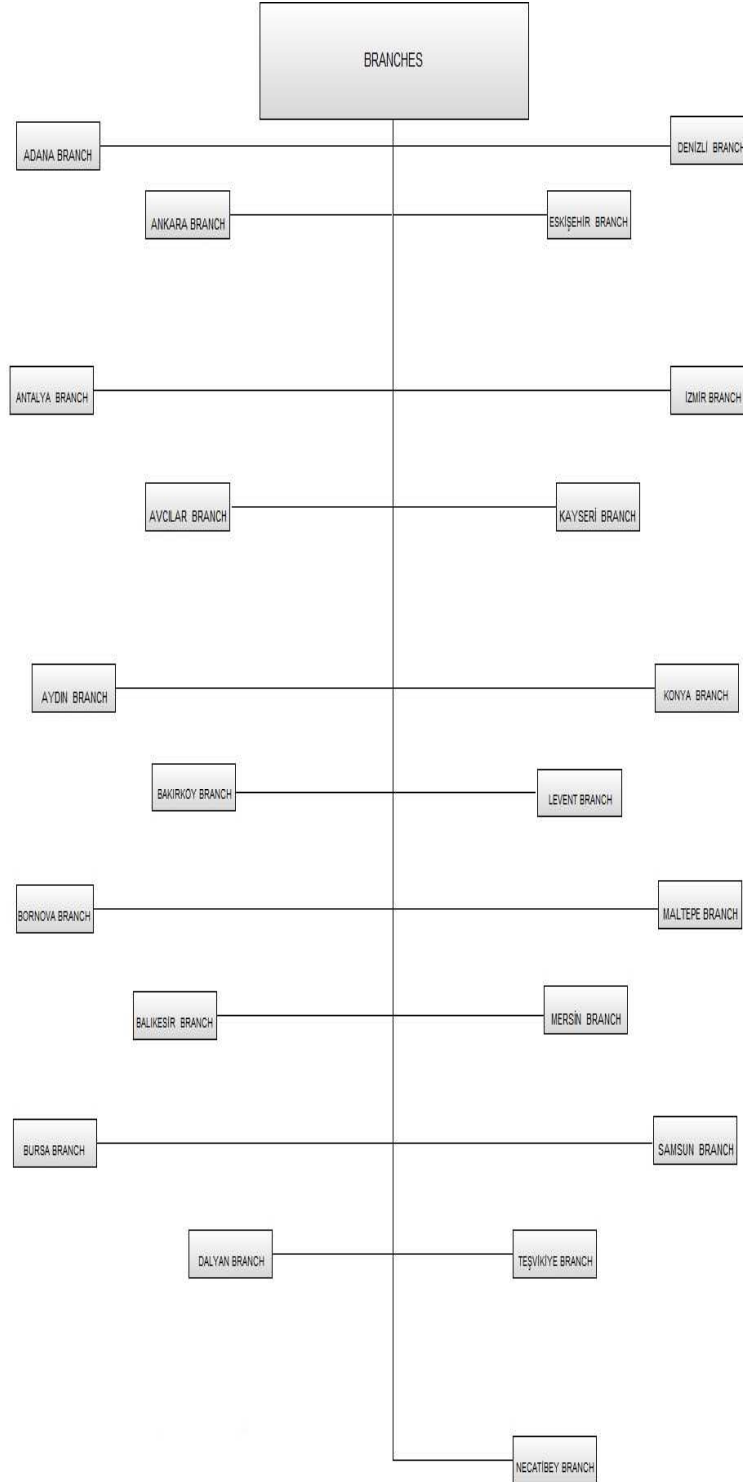 BRANCHES
ADANA BRANCH
DENİZLİ BRANCH
ANKARA BRANCH
ESKİŞEHİR BRANCH
ANTALYA BRANCH
İZMİR BRANCH
AVCILAR BRANCH
KAYSERİ BRANCH
AYDIN BRANCH
KONYA BRANCH
BAKIRKOY BRANCH
LEVENT BRANCH
BORNOVA BRANCH
MALTEPE BRANCH
BALIKESİR BRANCH
MERSİN BRANCH
BURSA BRANCH
SAMSUN BRANCH
DALYAN BRANCH
TEŞVİKİYE BRANCH
NECATİBEY BRANCH